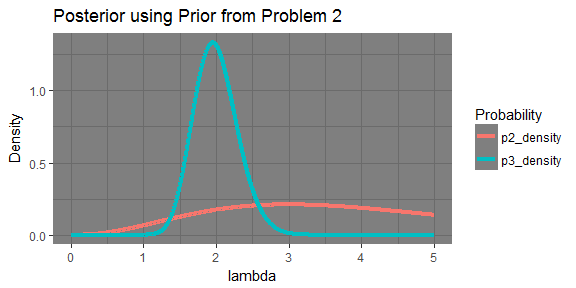 Posterior using Prior from Problem 2
Density
1.0
0.5
0.0
0 1 2 3 4 5
lambda
Probability
p2_density
p3_density